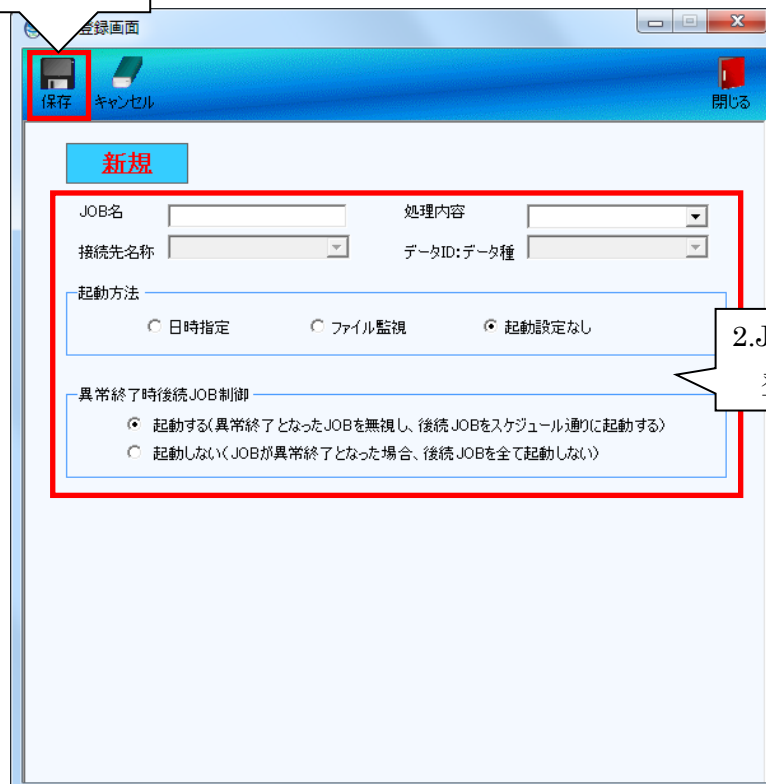 登録画面
保存 キャンセル 閉じる
新規
JOB名 処理内容
接続先名称 データID:データ種
起動方法
日時指定 ファイル監視 起動設定なし
2.J
異常終了時後続JOB制御
起動する(異常終了となったJOBを無視し、後続JOBをスケジュール通りに起動する)
起動しない(JOBが異常終了となった場合、後続JOBを全て起動しない)